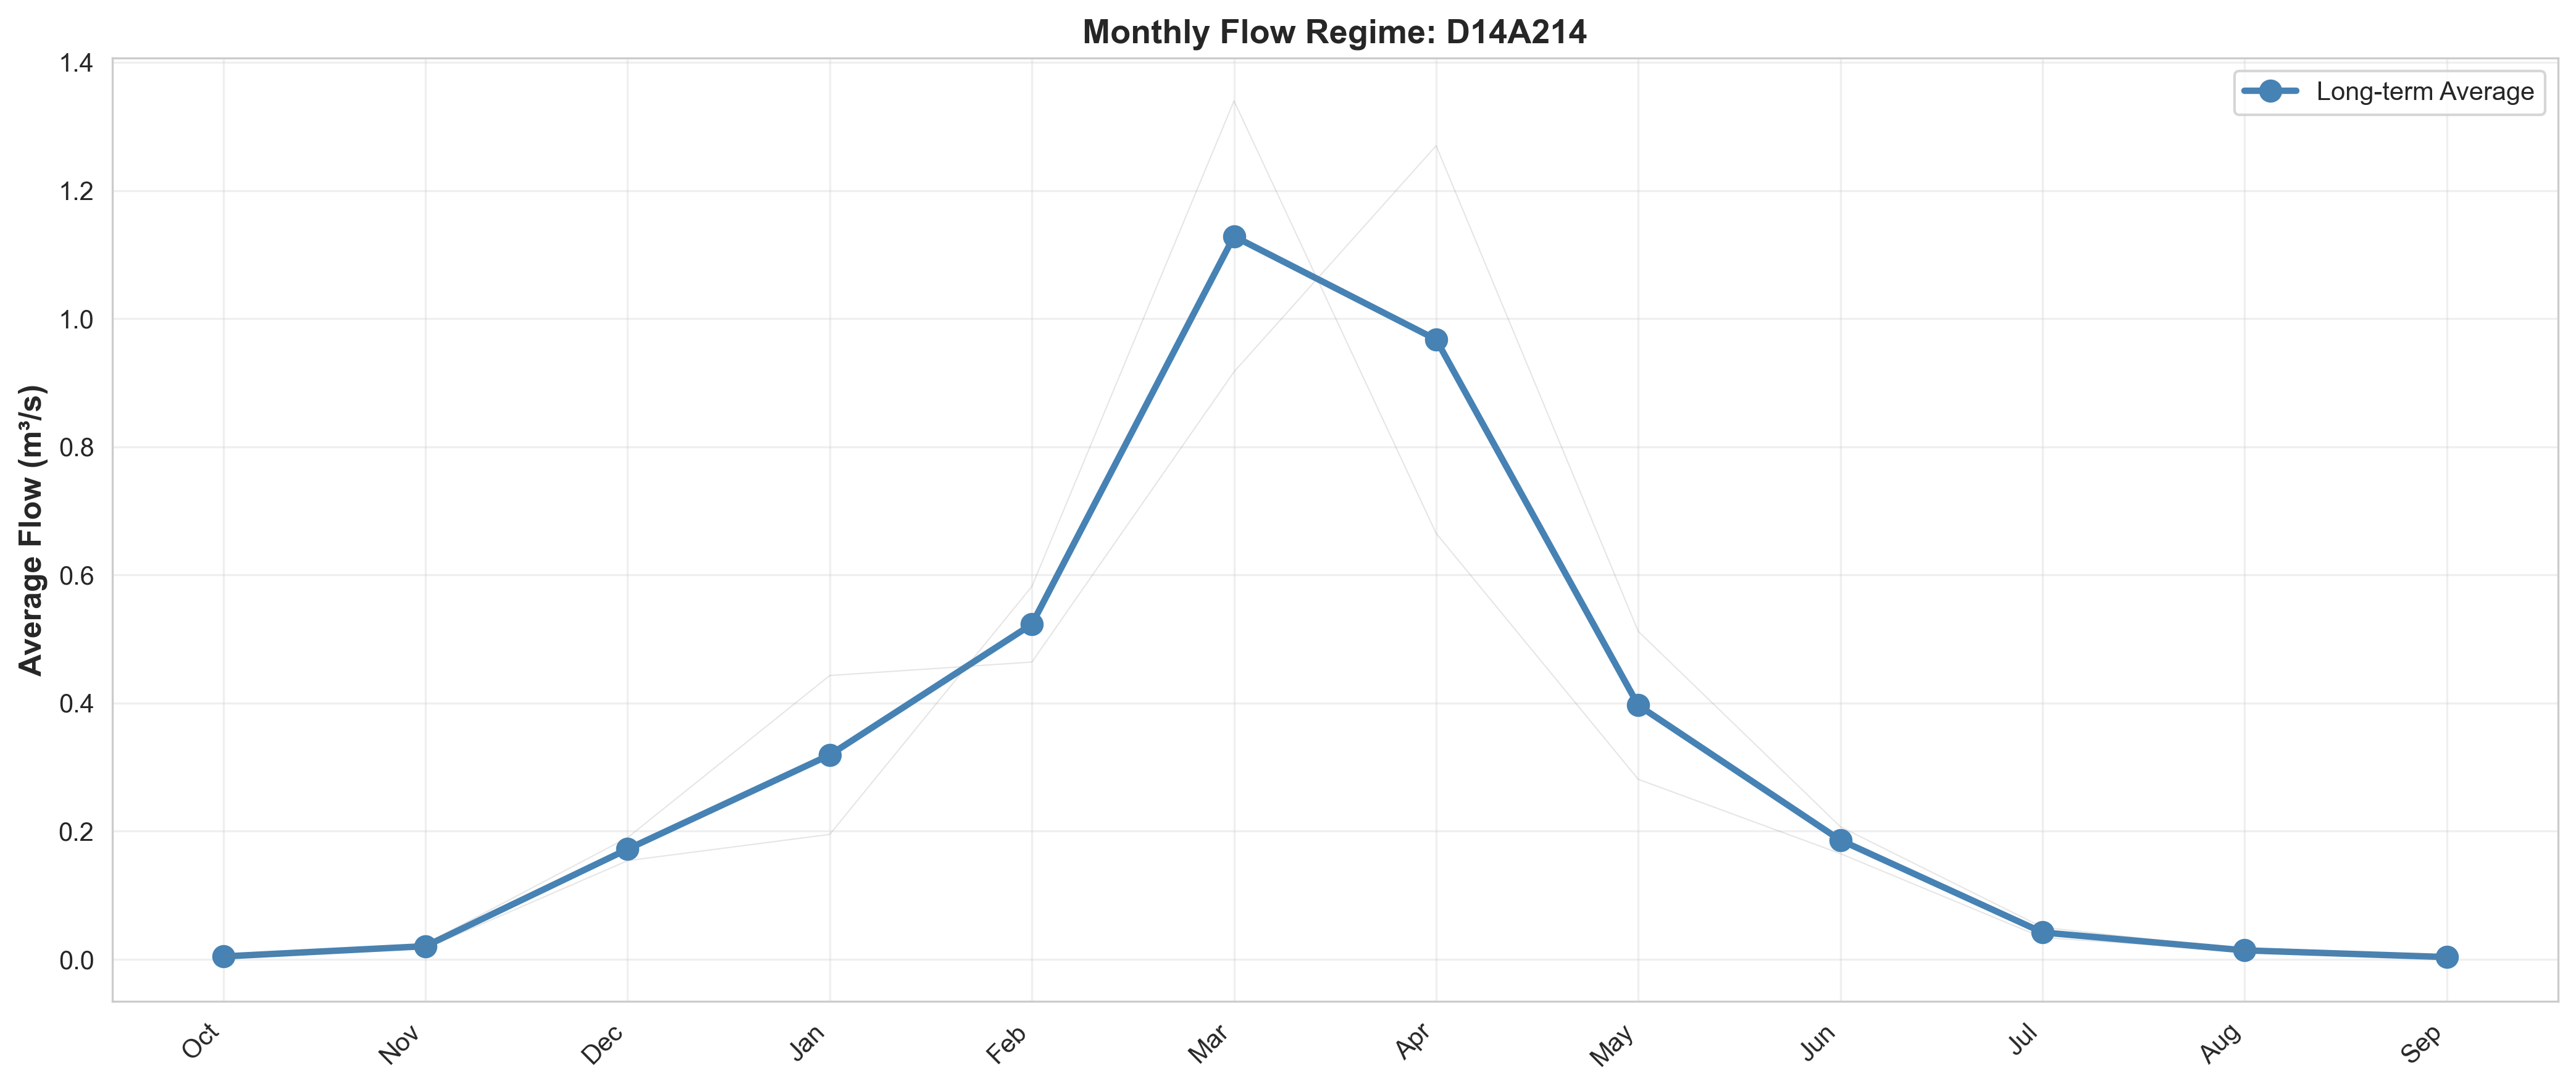 Monthly Flow Regime: D14A214
1.4
1.2
1.0
0.8
0.6
0.4
0.2
0.0
Average Flow (m³/s)
Long-term Average
Oct
Nov
Dec
Jan
Feb
Mar
Apr
May
Jun
Jul
Aug
Sep